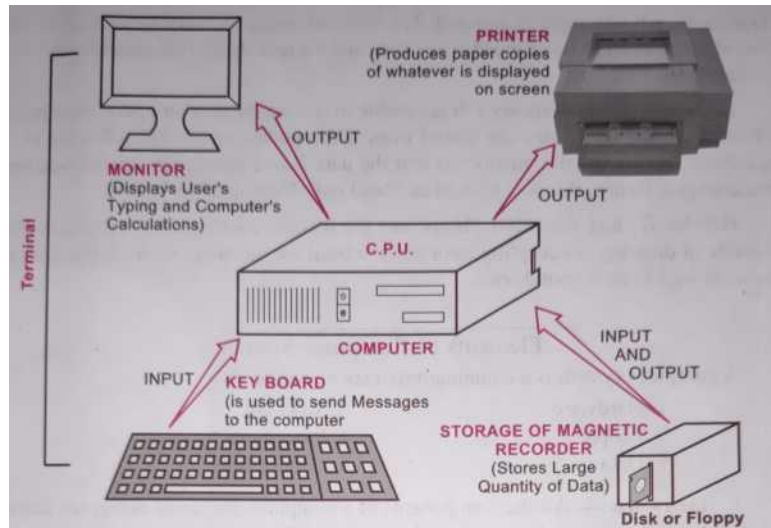 PRINTER
(Produces paper copies
of whatever is displayed
on screen
OUTPUT
MONITOR
(Displays User's
Typing and Computer's
Calculations)
OUTPUT
Terminal
C.P.U.
COMPUTER
INPUT
KEY BOARD
(is used to send Messages
to the computer
INPUT
AND
OUTPUT
STORAGE OF MAGNETIC
RECORDER
(Stores Large
Quantity of Data)
Disk or Floppy